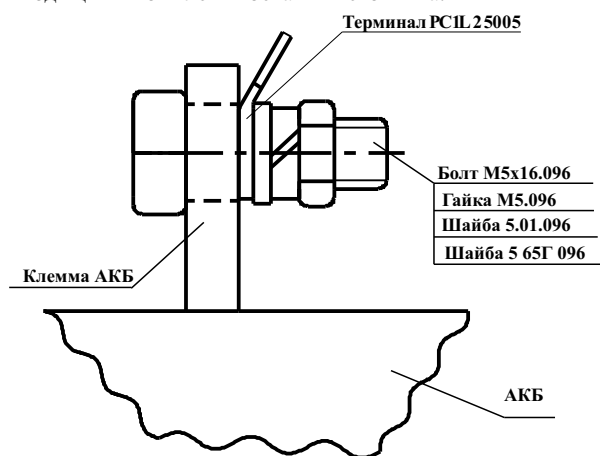 Терминал PC1L 25005
Болт М5х16.096
Гайка М5.096
Шайба 5.01.096
Шайба 5 65Г 096
Клемма АКБ
АКБ